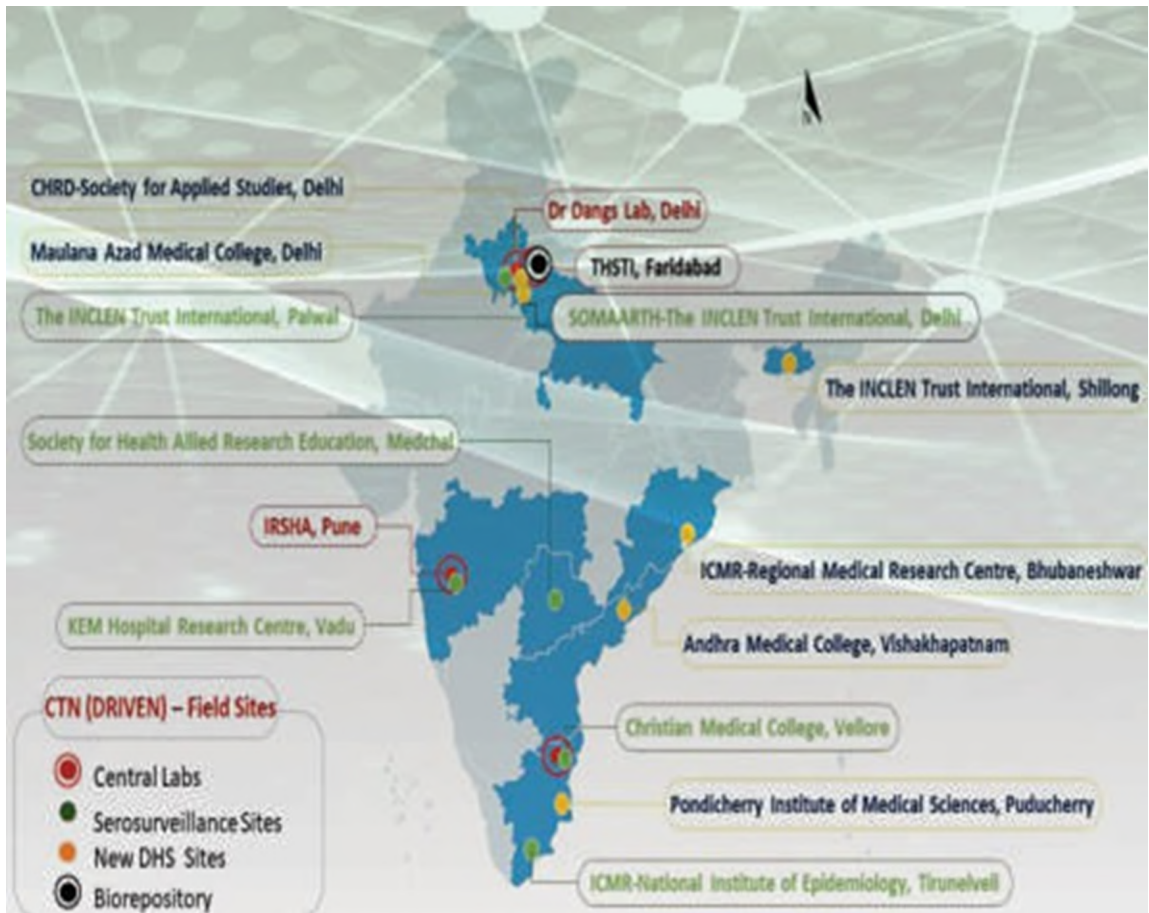 CHRD-Society for Applied Studies, Delhi
Dr Dangs Lab, Delhi
Maulana Azad Medical College, Delhi
THSTI, Faridabad
The INCLEN Trust International, Palwal
SOMAARTH-The INCLEN Trust International, Delhi
The INCLEN Trust International, Shillong
Society for Health Allied Research Education, Medchal
IRSHA, Pune
ICMR-Regional Medical Research Centre, Bhubaneshwar
KEM Hospital Research Centre, Vadu
Andhra Medical College, Vishakhapatnam
CTN (DRIVEN) – Field Sites
Christian Medical College, Vellore
Central Labs
Pondicherry Institute of Medical Sciences, Puducherry
Serosurveillance Sites
New DHS Sites
ICMR-National Institute of Epidemiology, Tirunelveli
Biorepository